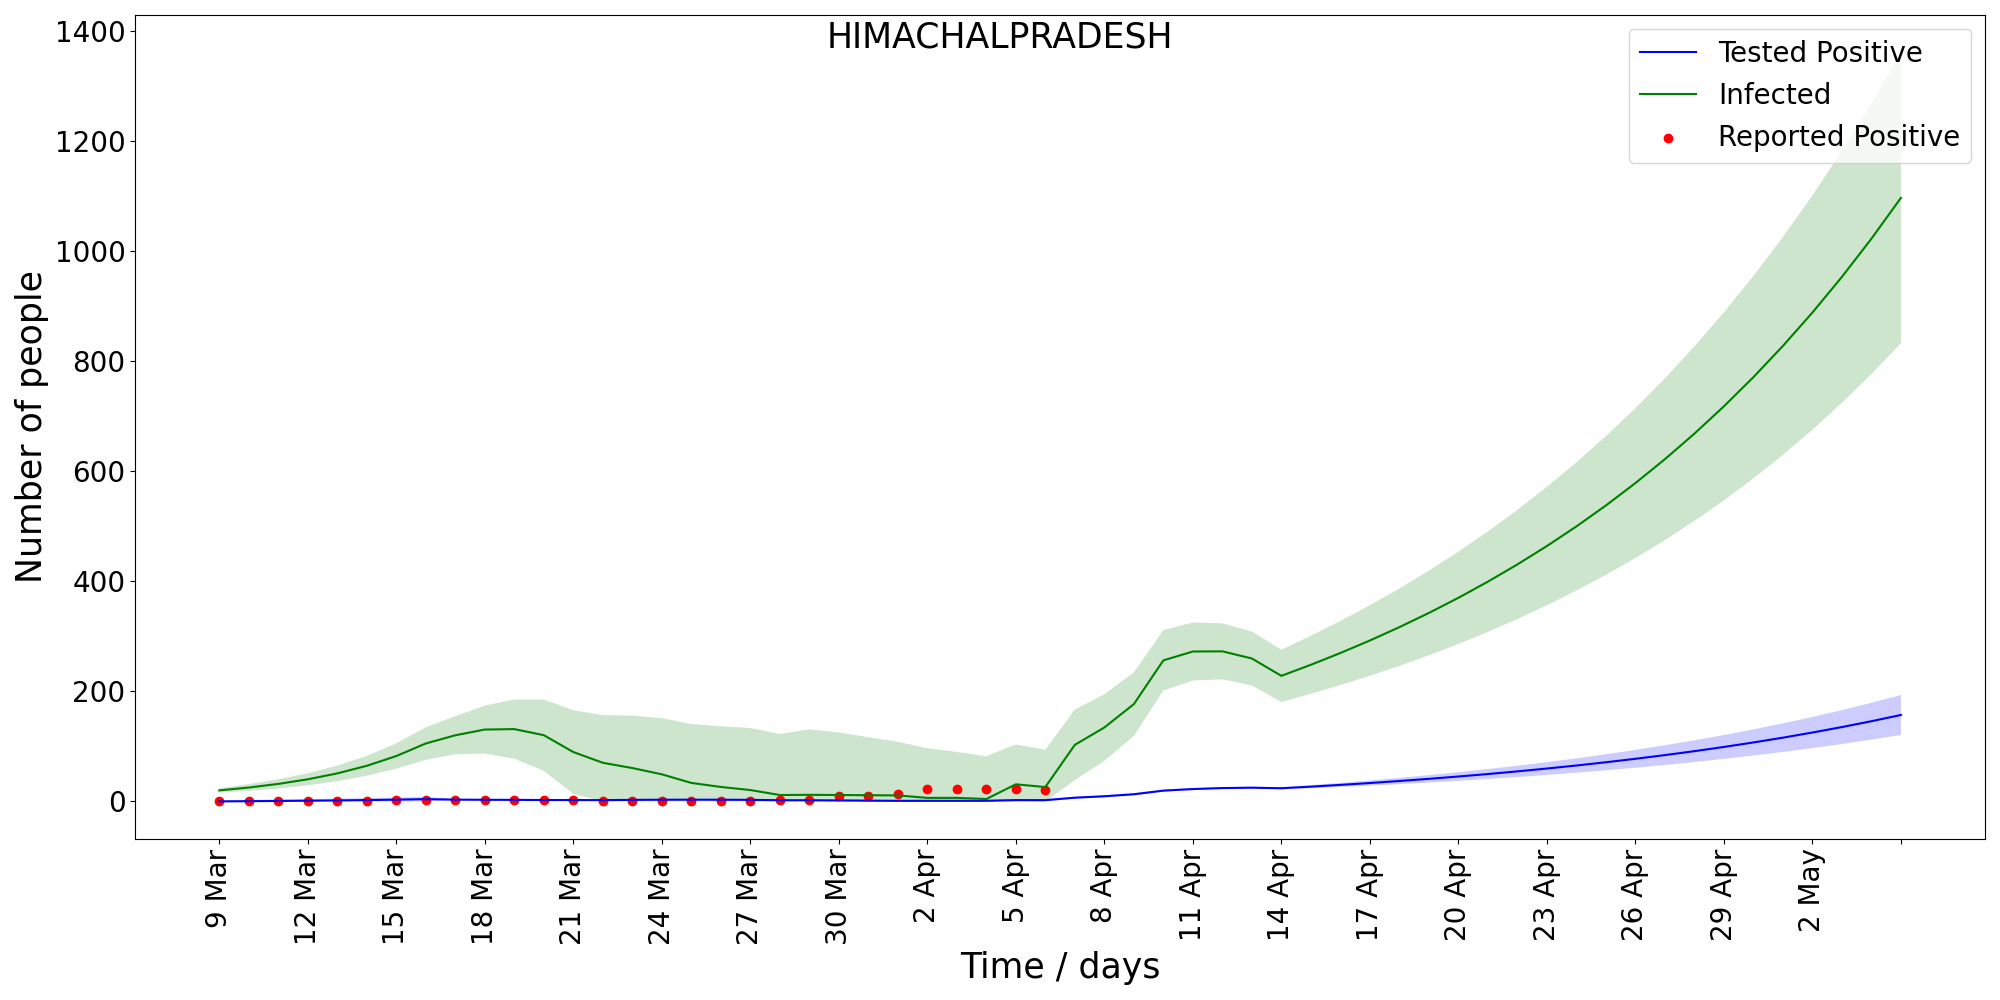 HIMACHALPRADESH
Tested Positive
Infected
Reported Positive
Number of people
1400
1200
1000
800
600
400
200
0
9 Mar
12 Mar
15 Mar
18 Mar
21 Mar
24 Mar
27 Mar
30 Mar
2 Apr
5 Apr
8 Apr
11 Apr
14 Apr
17 Apr
20 Apr
23 Apr
26 Apr
29 Apr
2 May
Time / days